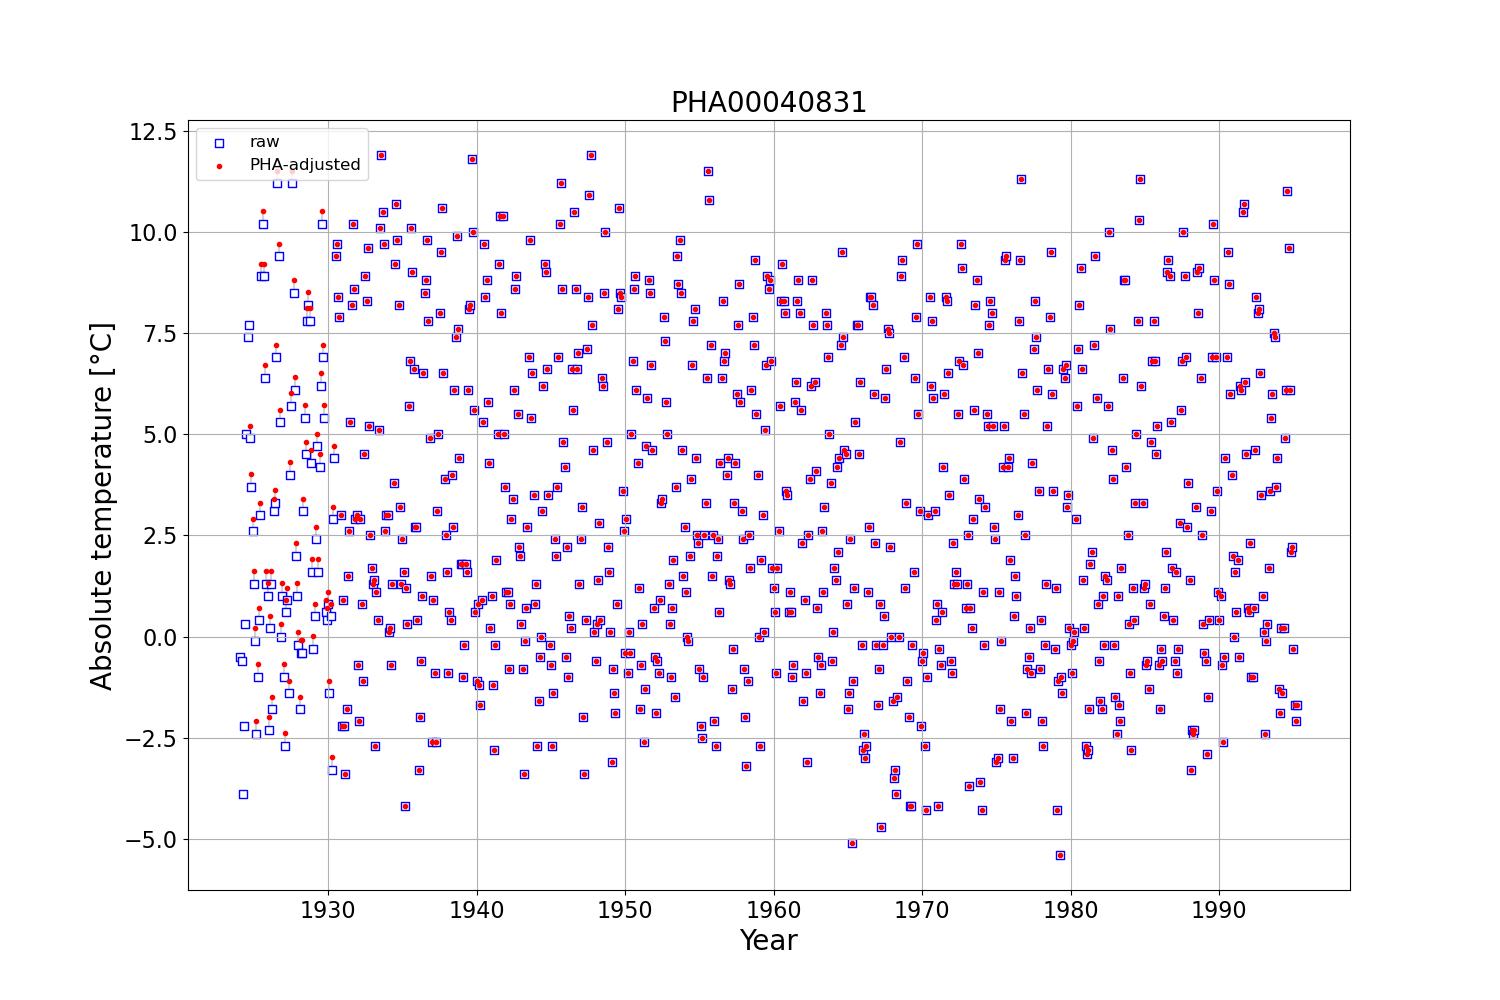 PHA00040831
raw
PHA-adjusted
12.5
10.0
7.5
5.0
2.5
0.0
−2.5
−5.0
Absolute temperature [°C]
1930 1940 1950 1960 1970 1980 1990
Year